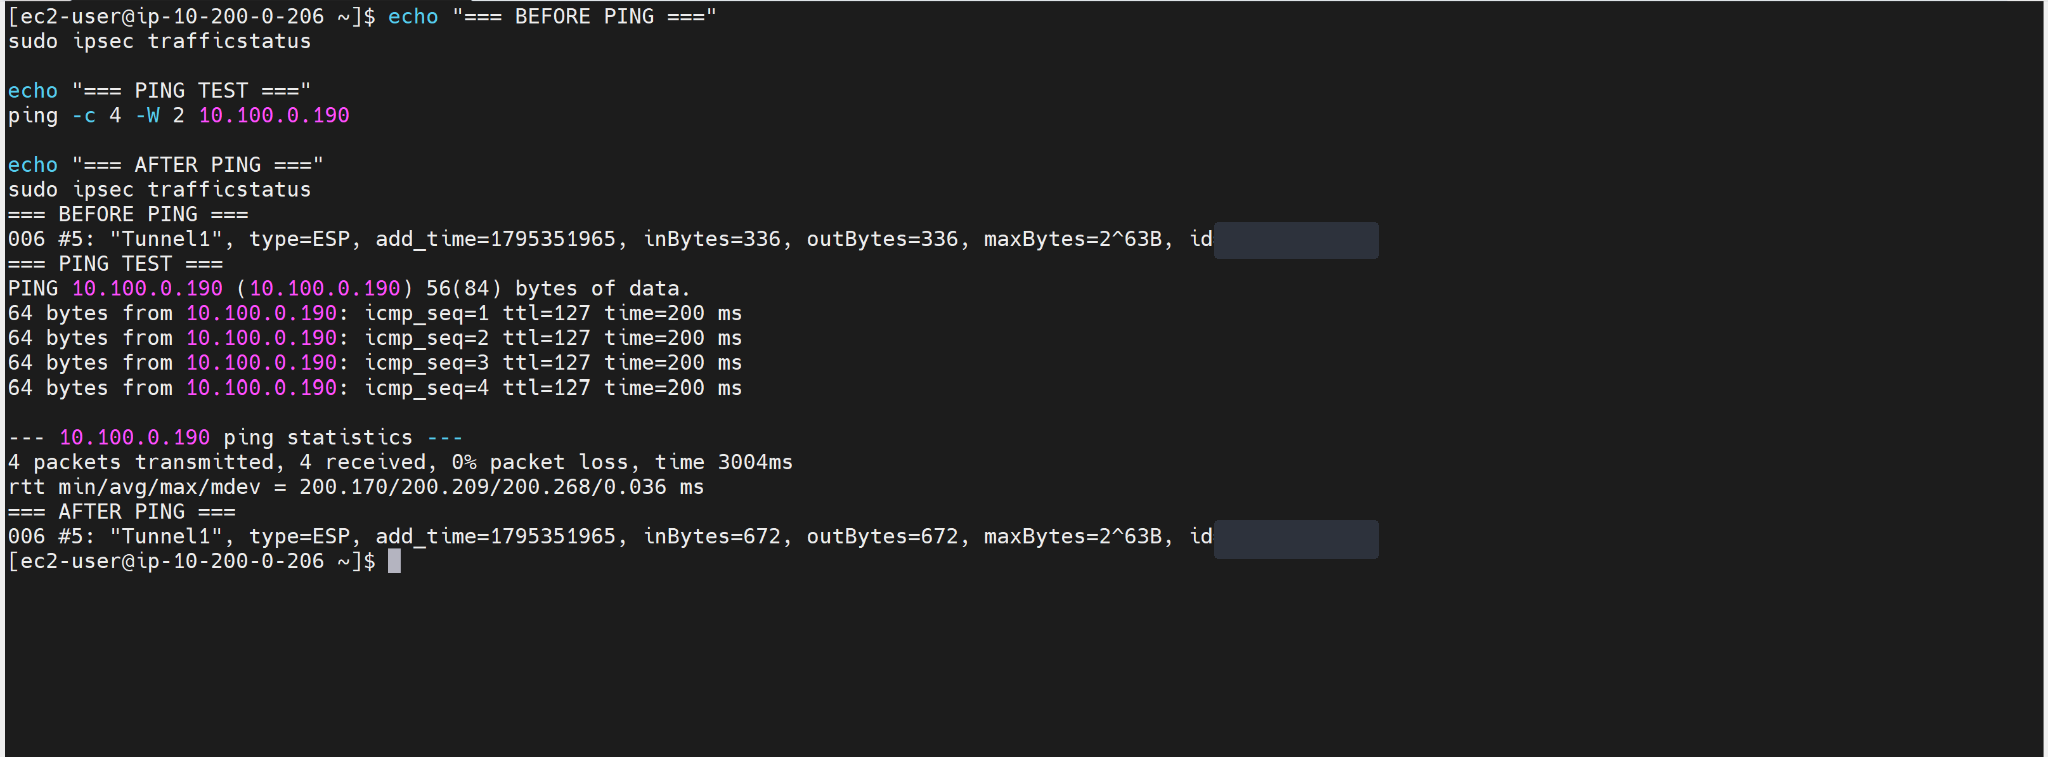 [ec2-user@ip-10-200-0-206 ~]$ echo "=== BEFORE PING ==="
sudo ipsec trafficstatus
echo "=== PING TEST ==="
ping -c 4 -W 2 10.100.0.190
echo "=== AFTER PING ==="
sudo ipsec trafficstatus
=== BEFORE PING ===
006 #5: "Tunnel1", type=ESP, add_time=1795351965, inBytes=336, outBytes=336, maxBytes=2^63B, id
=== PING TEST ===
PING 10.100.0.190 (10.100.0.190) 56(84) bytes of data.
64 bytes from 10.100.0.190: icmp_seq=1 ttl=127 time=200 ms
64 bytes from 10.100.0.190: icmp_seq=2 ttl=127 time=200 ms
64 bytes from 10.100.0.190: icmp_seq=3 ttl=127 time=200 ms
64 bytes from 10.100.0.190: icmp_seq=4 ttl=127 time=200 ms
--- 10.100.0.190 ping statistics ---
4 packets transmitted, 4 received, 0% packet loss, time 3004ms
rtt min/avg/max/mdev = 200.170/200.209/200.268/0.036 ms
=== AFTER PING ===
006 #5: "Tunnel1", type=ESP, add_time=1795351965, inBytes=672, outBytes=672, maxBytes=2^63B, id
[ec2-user@ip-10-200-0-206 ~]$